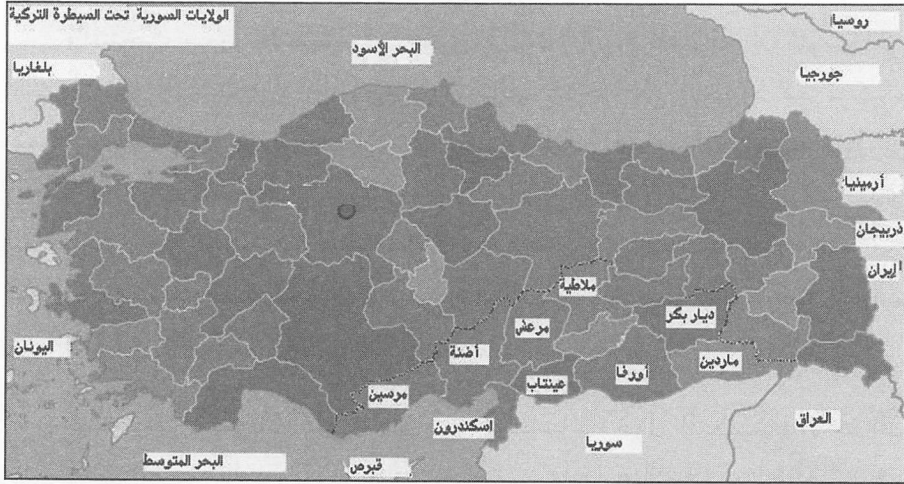 الولايات السورية تحت السيطرة التركية
روسيا
البحر الأسود
بلغاريا
جورجيا
أرمينيا
ذربيجان
إيران
ملاطية
ديار بكر
مرعش
اليونان
أضنة
ماردين
أورفا
عينتاب
مرسين
العراق
اسكندرون
سوريا
البحر المتوسط
قبرص